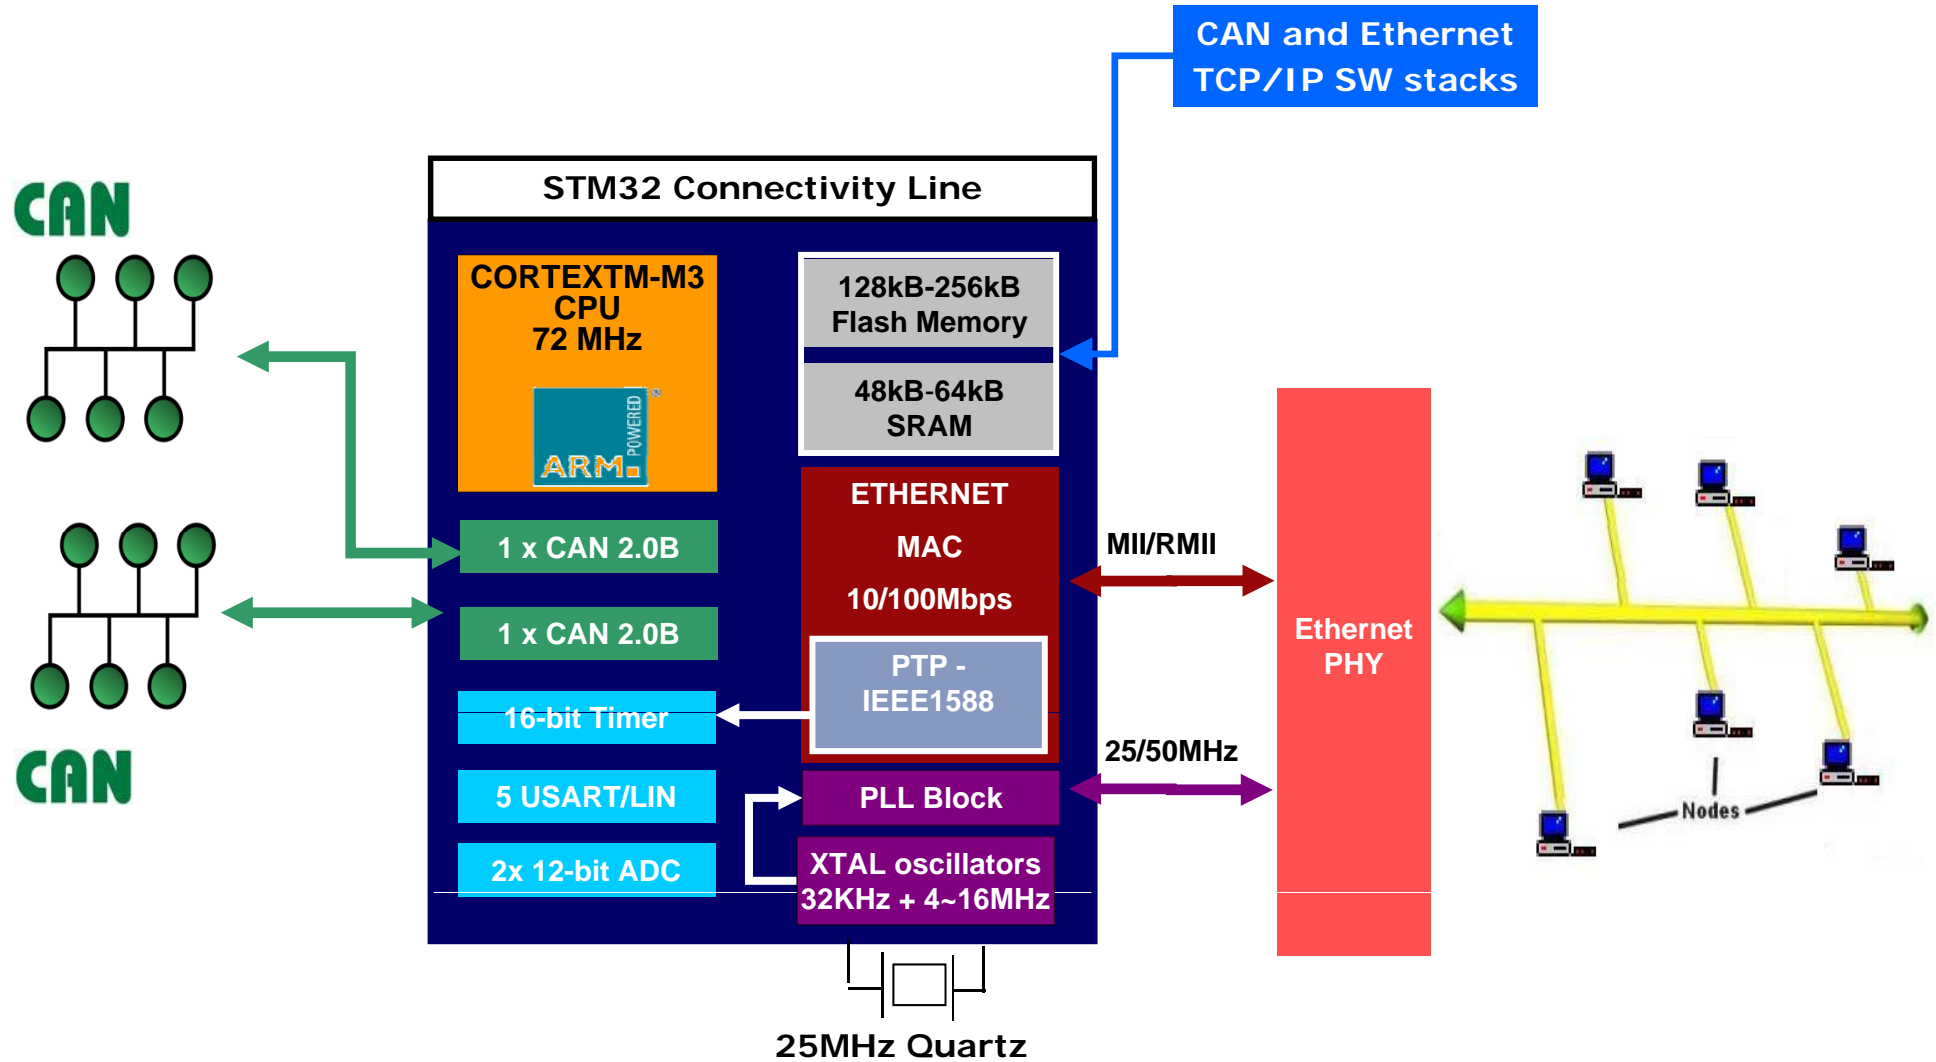 CAN and Ethernet
TCP/IP SW stacks
STM32 Connectivity Line
CAN
CORTEXTM-M3
CPU
72 MHz
ARM POWERED ®
128kB-256kB
Flash Memory
48kB-64kB
SRAM
1 x CAN 2.0B
1 x CAN 2.0B
CAN
16-bit Timer
5 USART/LIN
2x 12-bit ADC
ETHERNET
MAC
10/100Mbps
PTP -
IEEE1588
PLL Block
XTAL oscillators
32KHz + 4~16MHz
25MHz Quartz
MII/RMII
25/50MHz
Ethernet
PHY
Nodes